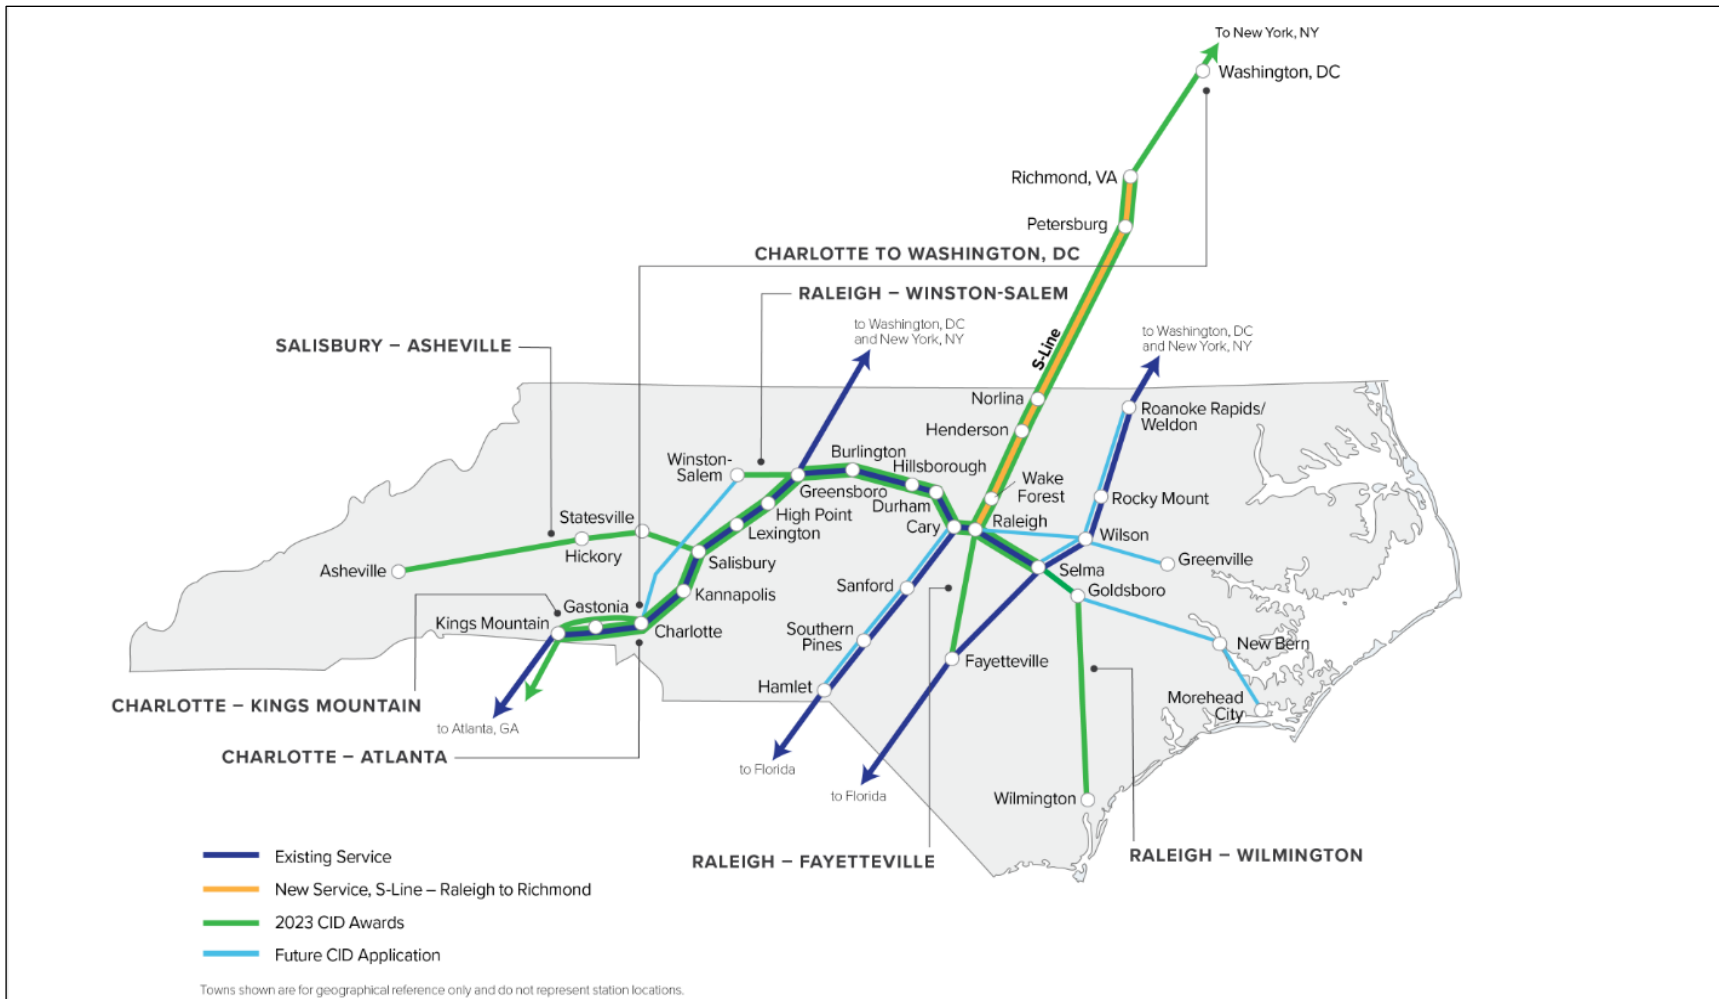 To New York, NY
Washington, DC
Richmond, VA
Petersburg
CHARLOTTE TO WASHINGTON, DC
RALEIGH – WINSTON-SALEM
to Washington, DC
and New York, NY
to Washington, DC
and New York, NY
SALISBURY – ASHEVILLE
S-Line
Norlina
Roanoke Rapids/
Weldon
Henderson
Burlington
Winston-
Salem
Hillsborough
Wake
Forest
Greensboro
Rocky Mount
Durham
High Point
Statesville
Cary
Raleigh
Lexington
Wilson
Hickory
Salisbury
Greenville
Asheville
Selma
Sanford
Goldsboro
Kannapolis
Gastonia
Kings Mountain
Charlotte
Southern
Pines
New Bern
Fayetteville
Hamlet
Morehead
City
CHARLOTTE – KINGS MOUNTAIN
to Atlanta, GA
CHARLOTTE – ATLANTA
to Florida
to Florida
Wilmington
RALEIGH – FAYETTEVILLE
RALEIGH – WILMINGTON
Existing Service
New Service, S-Line – Raleigh to Richmond
2023 CID Awards
Future CID Application
Towns shown are for geographical reference only and do not represent station locations.